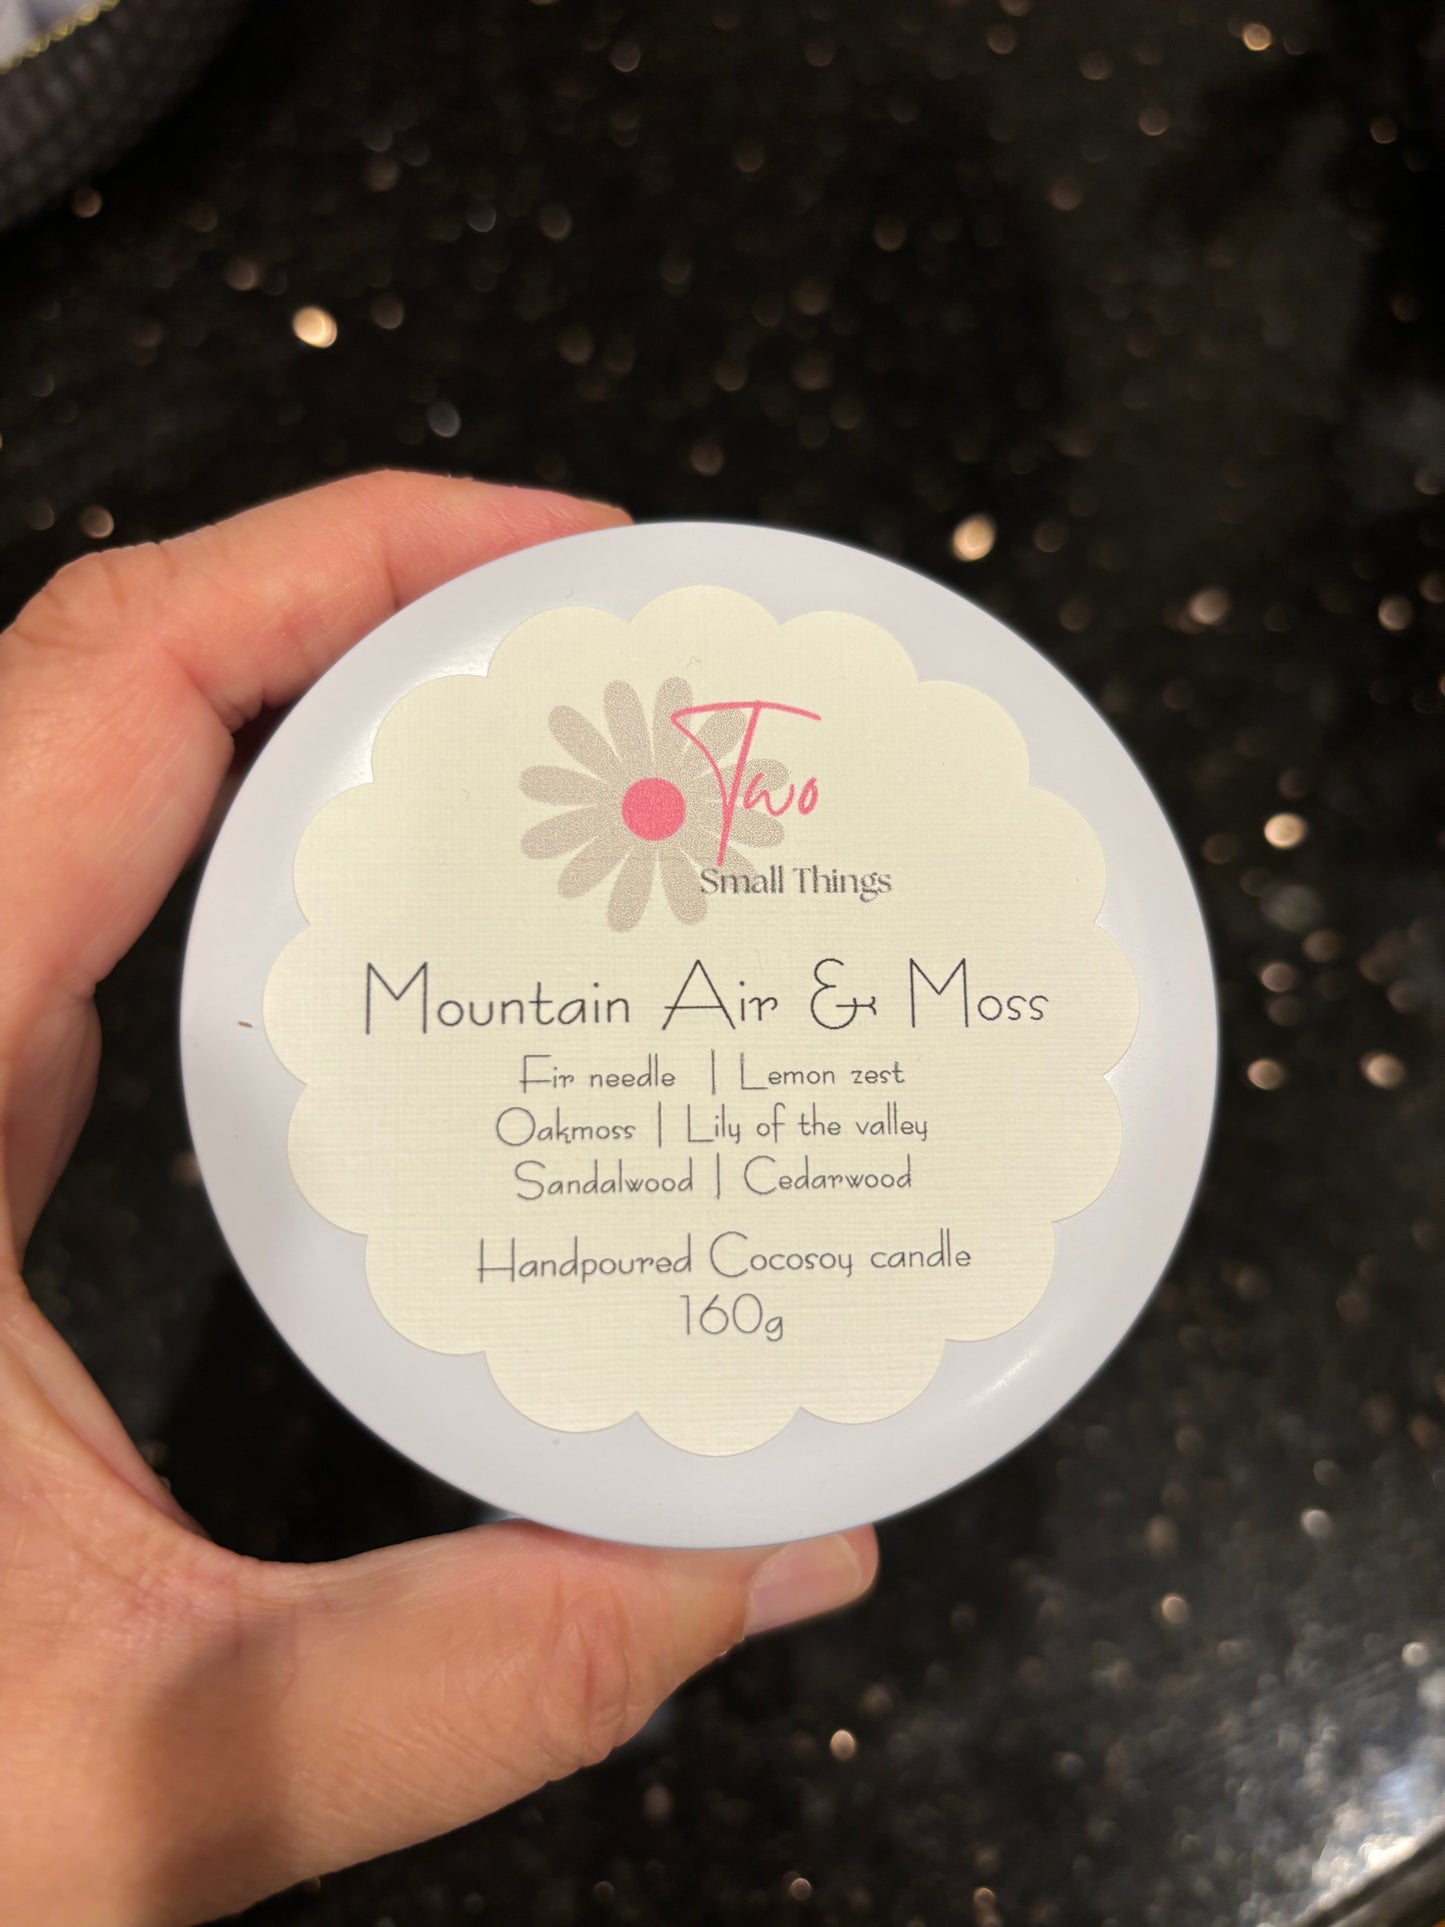 Two
Small Things
Mountain Air & Moss
Fir needle | Lemon zest
Oakmoss | Lily of the valley
Sandalwood | Cedarwood
Handpoured Cocosoy candle
160g